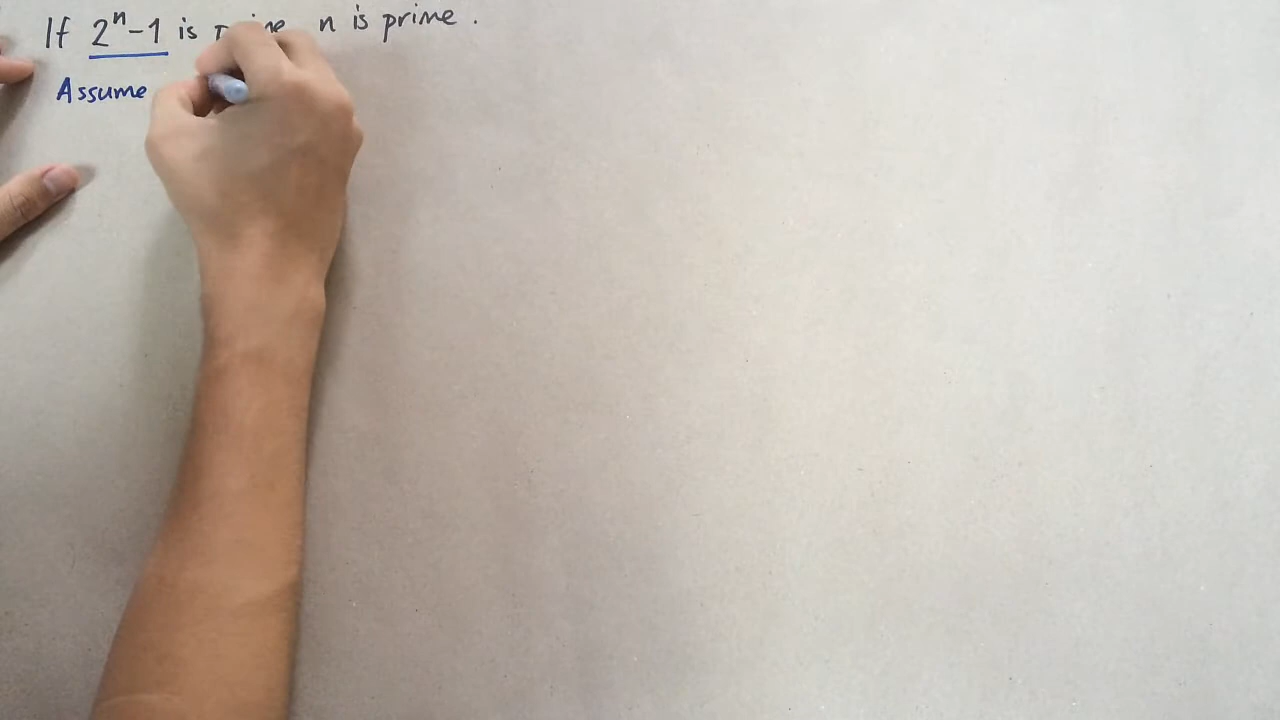 If 2ⁿ-1 is n is prime.
Assume